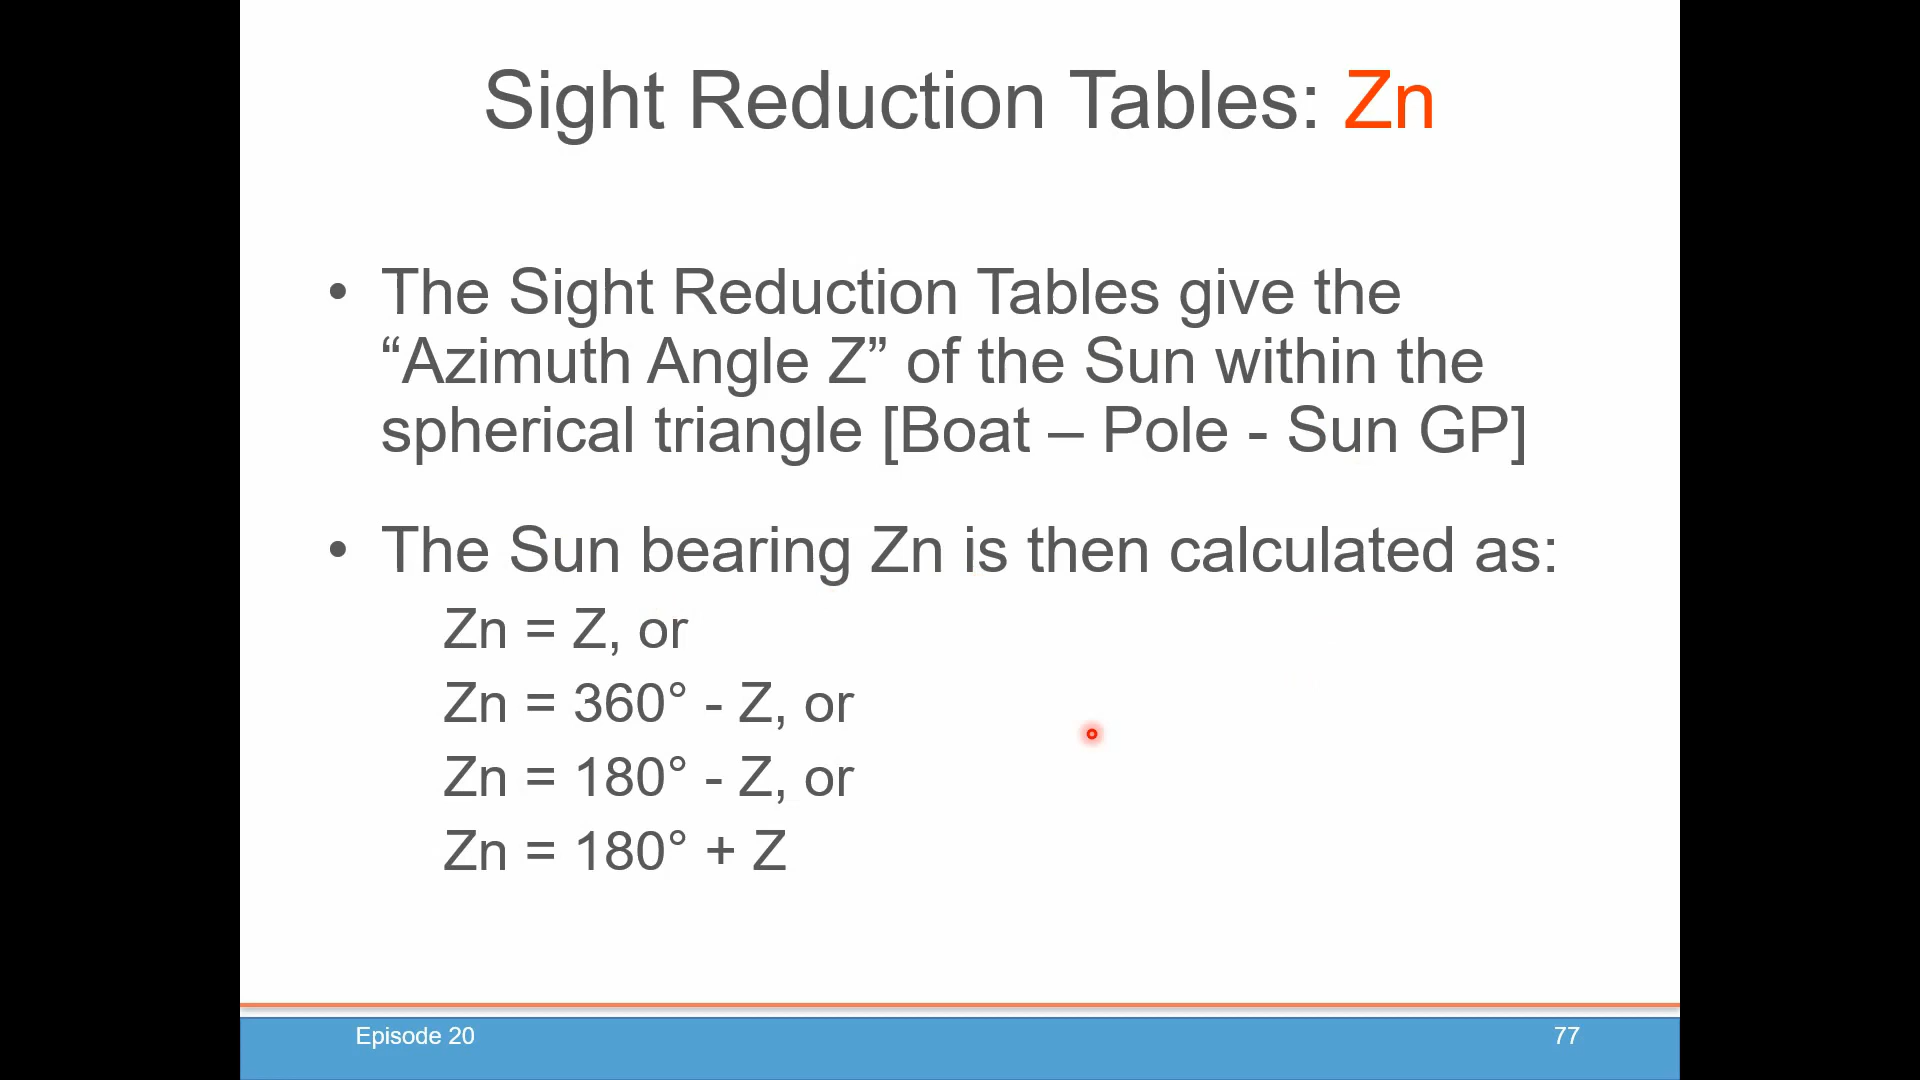 Sight Reduction Tables: Zn
• The Sight Reduction Tables give the
“Azimuth Angle Z” of the Sun within the
spherical triangle [Boat – Pole - Sun GP]
• The Sun bearing Zn is then calculated as:
Zn = Z, or
Zn = 360° - Z, or
Zn = 180° - Z, or
Zn = 180° + Z
Episode 20
77